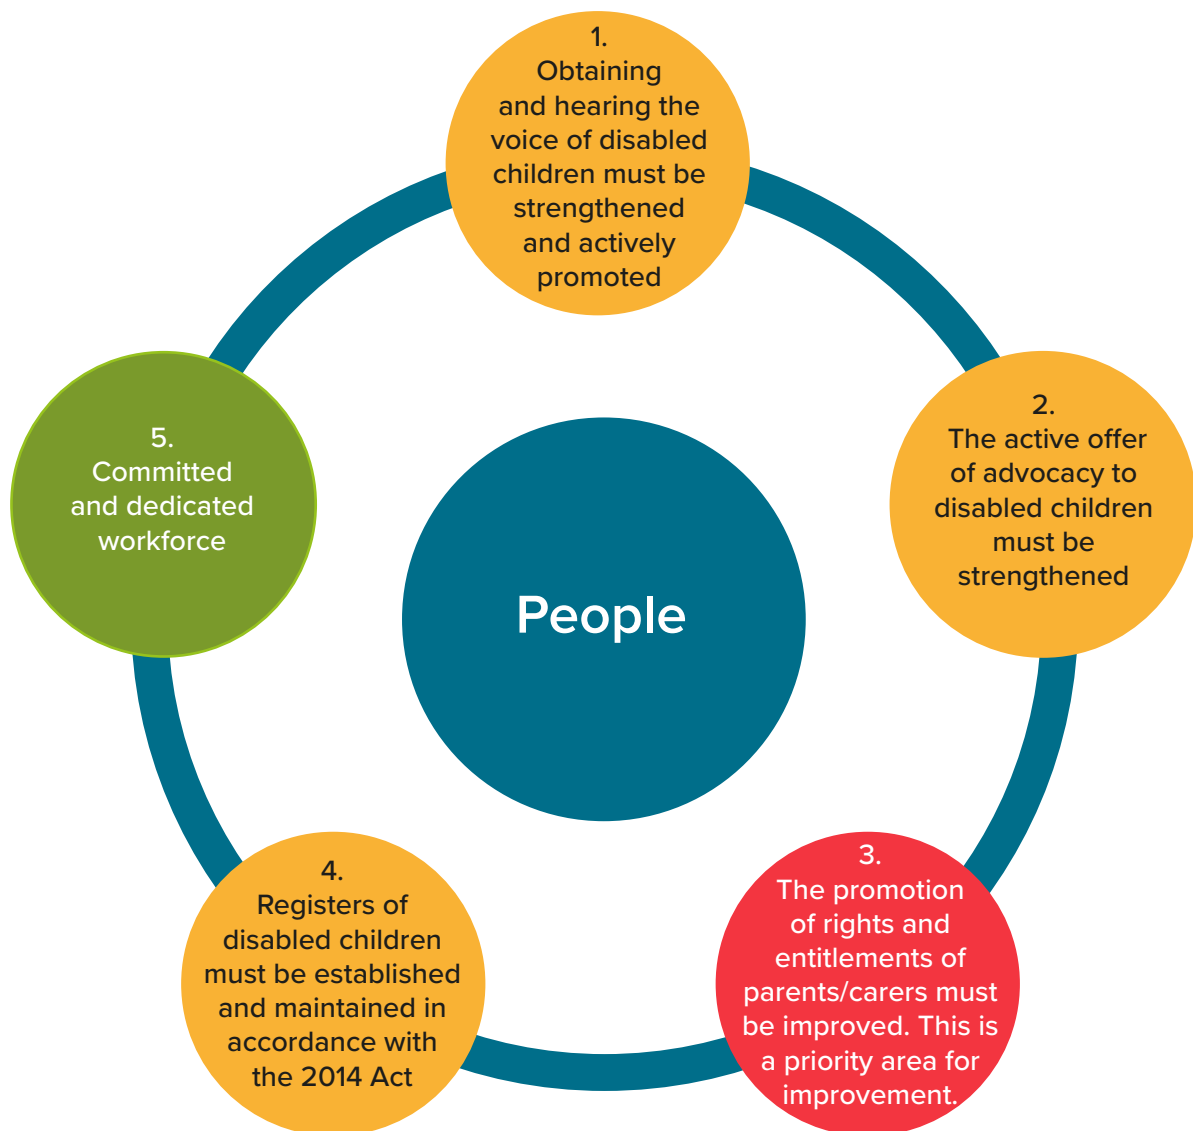 1.
Obtaining
and hearing the
voice of disabled
children must be
strengthened
and actively
promoted
2.
The active offer
of advocacy to
disabled children
must be
strengthened
3.
The promotion
of rights and
entitlements of
parents/carers must
be improved. This is
a priority area for
improvement.
4.
Registers of
disabled children
must be established
and maintained in
accordance with
the 2014 Act
5.
Committed
and dedicated
workforce
People